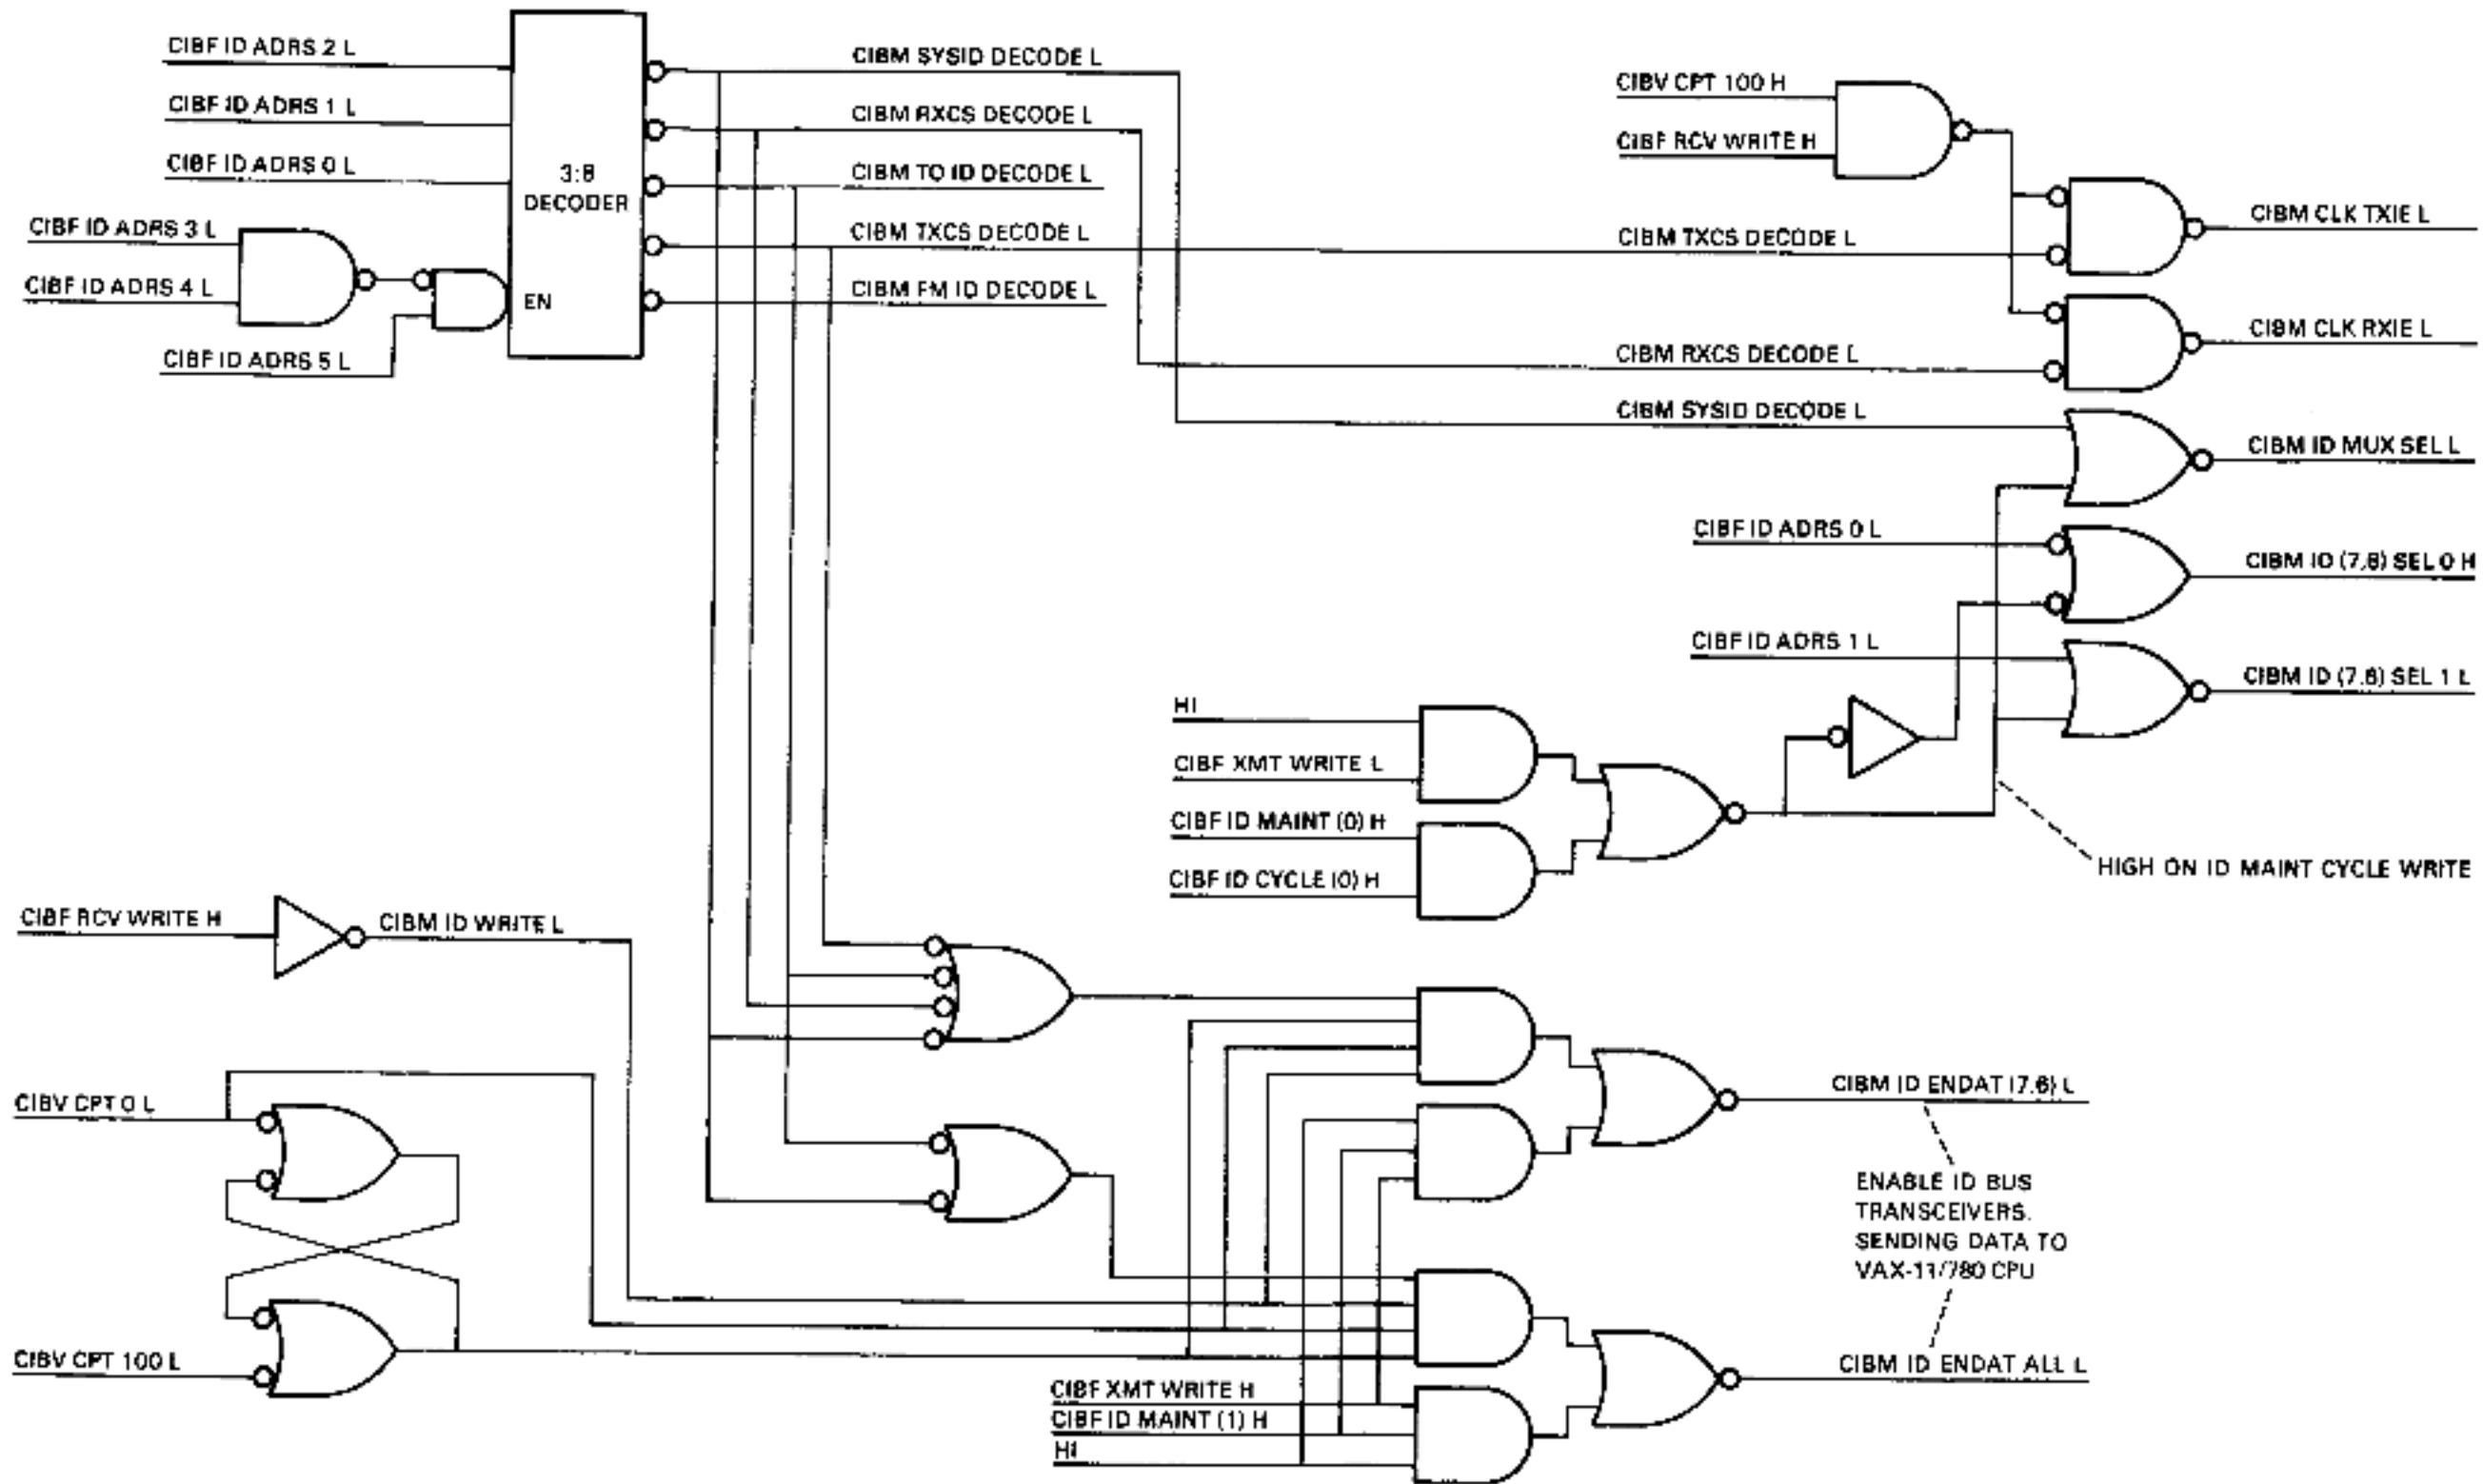 CIBF ID ADRS 2 L
CIBF ID ADRS 1 L
CIBF ID ADRS 0 L
CIBF ID ADRS 3 L
CIBF ID ADRS 4 L
CIBF ID ADRS 5 L
3:8
DECODER
EN
CIBM SYSID DECODE L
CIBM RXCS DECODE L
CIBM TO ID DECODE L
CIBM TXCS DECODE L
CIBM FM ID DECODE L
CIBV CPT 100 H
CIBF RCV WRITE H
CIBM TXCS DECODE L
CIBM RXCS DECODE L
CIBM SYSID DECODE L
CIBM CLK TXIE L
CIBM CLK RXIE L
CIBM ID MUX SEL L
CIBF ID ADRS 0 L
CIBM ID (7.6) SEL 0 H
CIBF ID ADRS 1 L
CIBM ID (7.6) SEL 1 L
HI
CIBF XMT WRITE L
CIBF ID MAINT (0) H
CIBF ID CYCLE (0) H
HIGH ON ID MAINT CYCLE WRITE
CIBF RCV WRITE H
CIBM ID WRITE L
CIBV CPT 0 L
CIBV CPT 100 L
CIBM ID ENDAT (7.6) L
ENABLE ID BUS
TRANSCEIVERS.
SENDING DATA TO
VAX-11/780 CPU
CIBM ID ENDAT ALL L
CIBF XMT WRITE H
CIBF ID MAINT (1) H
HI